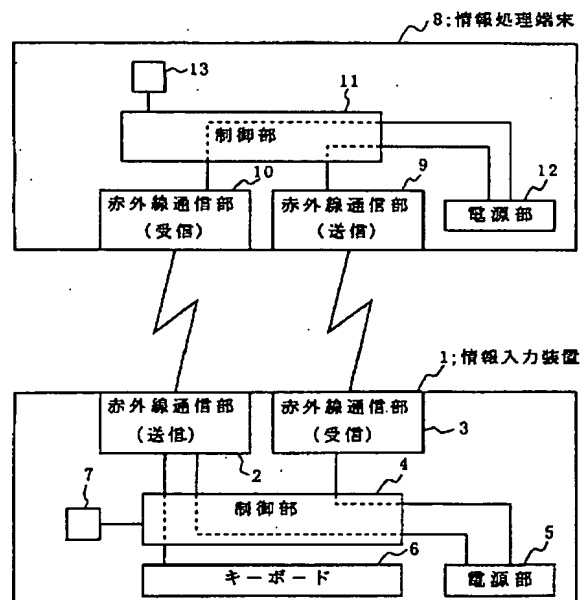 8;情報処理端末
13
11
制御部
10
9
12
赤外線通信部
(受信)
赤外線通信部
(送信)
電源部
1;情報入力装置
赤外線通信部
(送信)
赤外線通信部
(受信)
3
2
4
7
制御部
6
5
キーボード
電源部